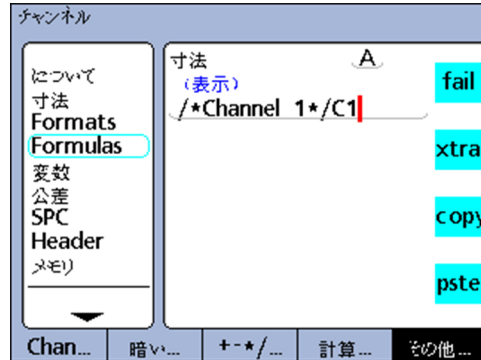 チャンネル
について
寸法
Formats
Formulas
変数
公差
SPC
Header
メモリ
寸法
A
(表示)
/*Channel 1*/C1
fail
xtra
copy
pste
Chan...
暗い...
+-*/...
計算...
その他...